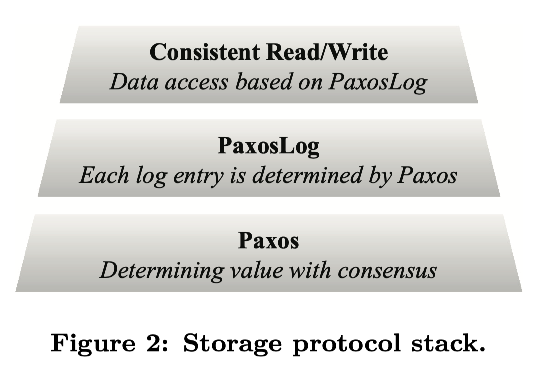 Consistent Read/Write
Data access based on PaxosLog
PaxosLog
Each log entry is determined by Paxos
Paxos
Determining value with consensus
Figure 2: Storage protocol stack.